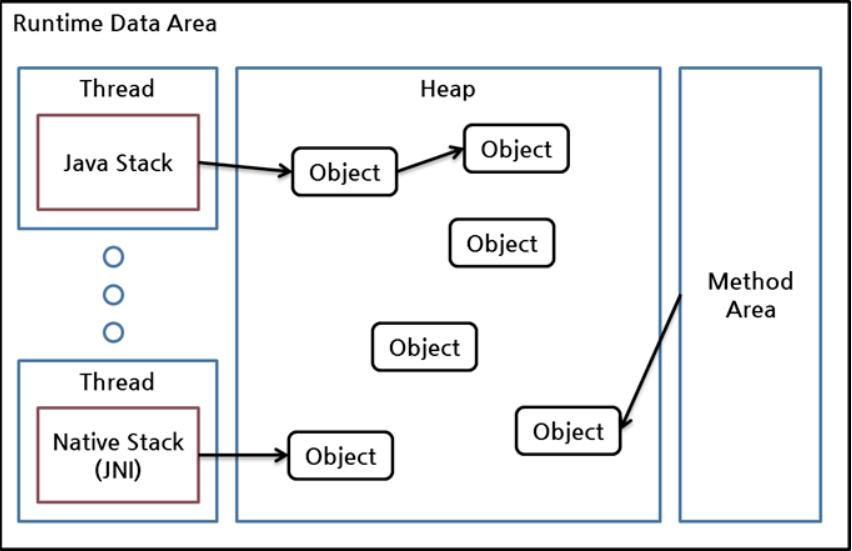 Runtime Data Area
Thread
Java Stack
Heap
Object
Object
Object
Object
Object
Object
Method
Area
Thread
Native Stack
(JNI)